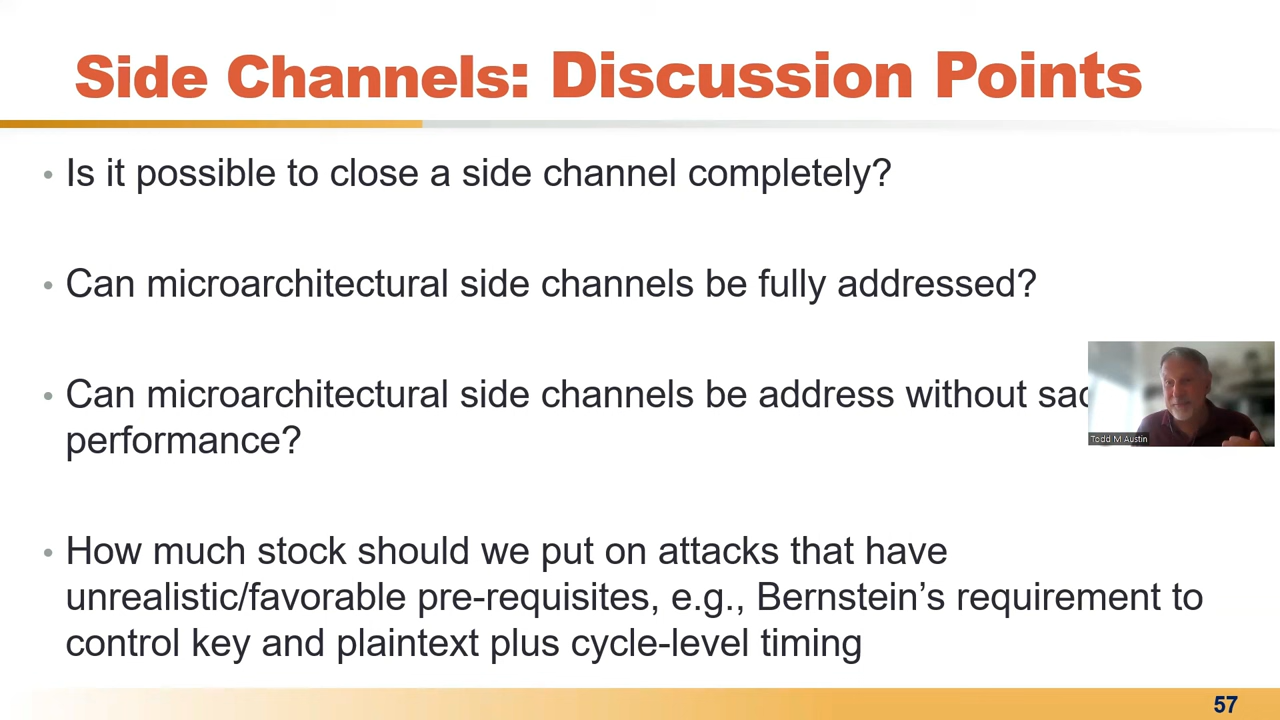 Side Channels: Discussion Points
• Is it possible to close a side channel completely?
• Can microarchitectural side channels be fully addressed?
• Can microarchitectural side channels be address without
performance?
Todd M Austin
• How much stock should we put on attacks that have
unrealistic/favorable pre-requisites, e.g., Bernstein’s requirement to
control key and plaintext plus cycle-level timing
57